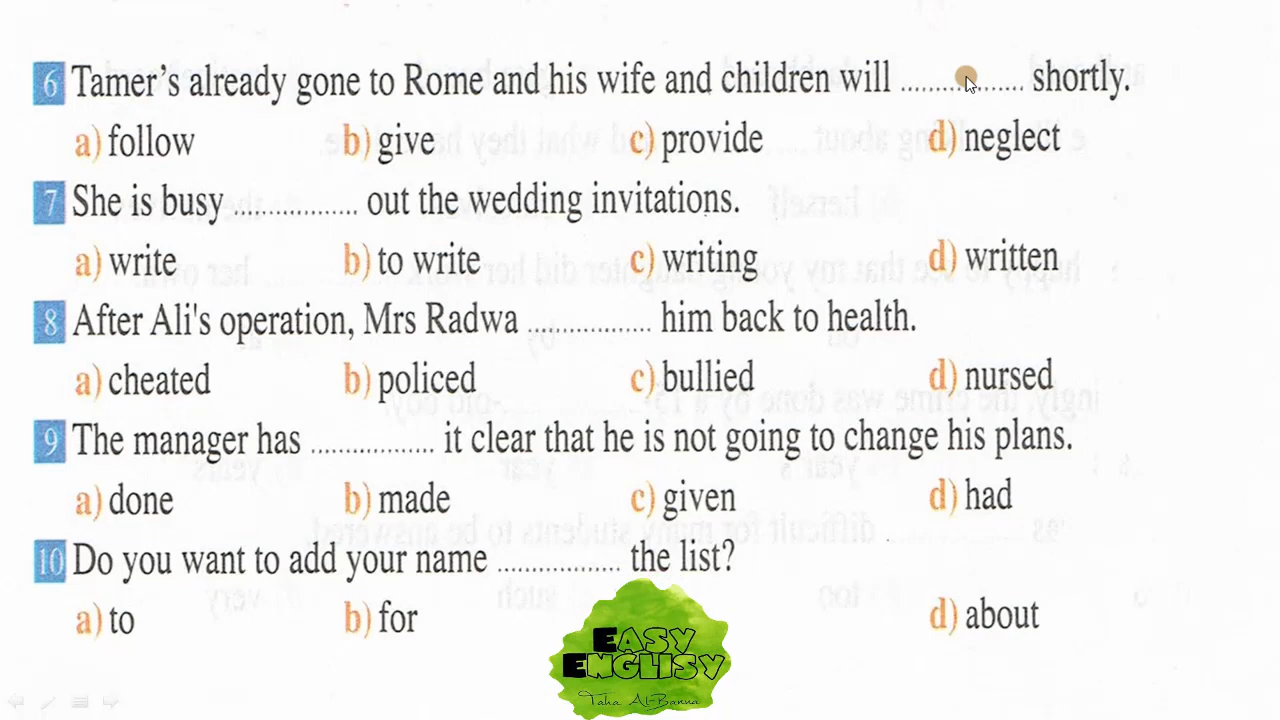 6 Tamer's already gone to Rome and his wife and children will .................. shortly.
a) follow b) give c) provide d) neglect
7 She is busy .................. out the wedding invitations.
a) write b) to write c) writing d) written
8 After Ali's operation, Mrs Radwa .................. him back to health.
a) cheated b) policed c) bullied d) nursed
9 The manager has .................. it clear that he is not going to change his plans.
a) done b) made c) given d) had
10 Do you want to add your name .................. the list?
a) to b) for d) about
EASY
ENGLISY
Taha Al-Banna